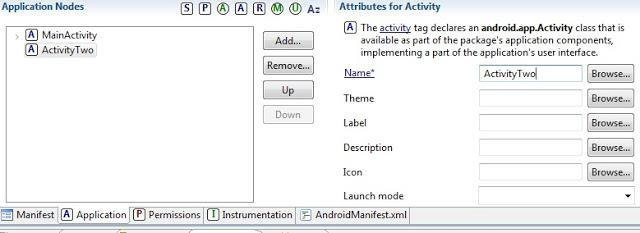 Application Nodes
S P A A R M U Az
MainActivity
ActivityTwo
Add...
Remove...
Up
Down
Attributes for Activity
A The activity tag declares an android.app.Activity class that is
available as part of the package's application components,
implementing a part of the application's user interface.
Name* ActivityTwo Browse...
Theme Browse...
Label Browse...
Description Browse...
Icon Browse...
Launch mode
Manifest A Application P Permissions I Instrumentation AndroidManifest.xml